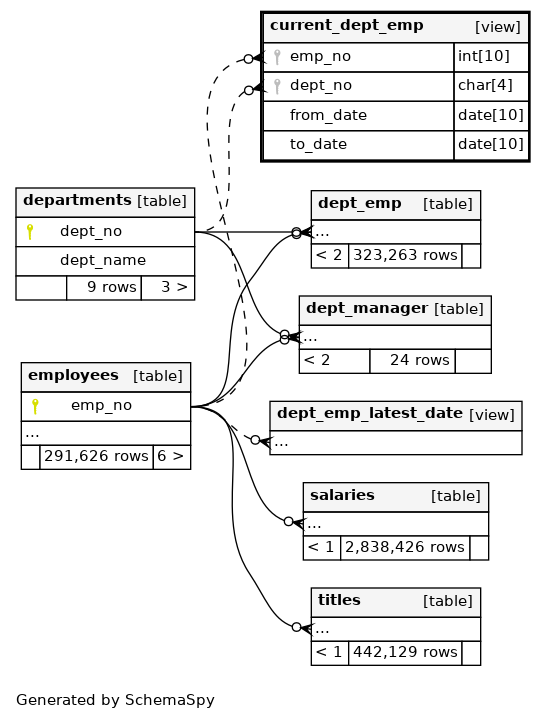 current_dept_emp [view]
emp_no int[10]
dept_no char[4]
from_date date[10]
to_date date[10]
departments [table]
dept_no
dept_name
9 rows 3 >
dept_emp [table]
...
< 2 323,263 rows
dept_manager [table]
...
< 2 24 rows
employees [table]
emp_no
...
291,626 rows 6 >
dept_emp_latest_date [view]
...
salaries [table]
...
< 1 2,838,426 rows
titles [table]
...
< 1 442,129 rows
Generated by SchemaSpy